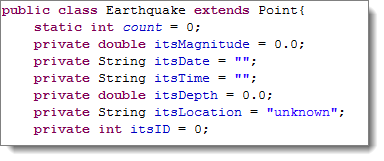 public class Earthquake extends Point{
static int count = 0;
private double itsMagnitude = 0.0;
private String itsDate = "";
private String itsTime = "";
private double itsDepth = 0.0;
private String itsLocation = "unknown";
private int itsID = 0;